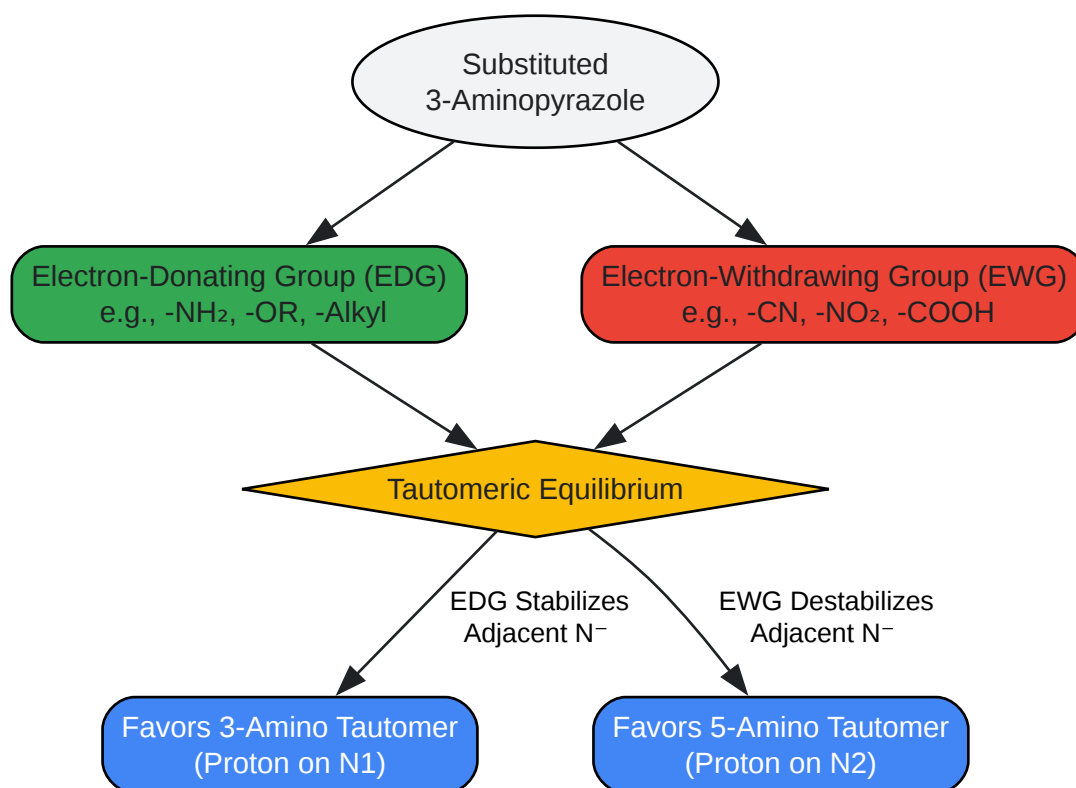 Substituted
3-Aminopyrazole
Electron-Donating Group (EDG)
e.g., -NH₂, -OR, -Alkyl
Electron-Withdrawing Group (EWG)
e.g., -CN, -NO₂, -COOH
Tautomeric Equilibrium
EDG Stabilizes
Adjacent N⁻
EWG Destabilizes
Adjacent N⁻
Favors 3-Amino Tautomer
(Proton on N1)
Favors 5-Amino Tautomer
(Proton on N2)